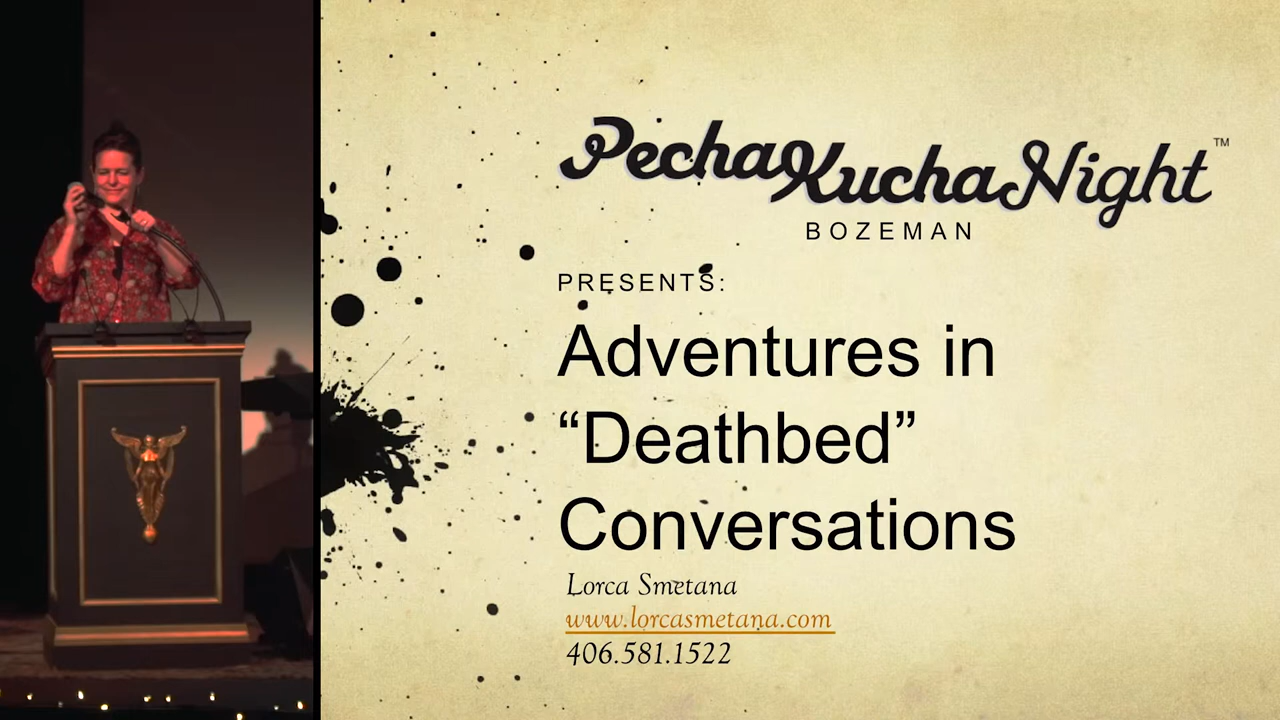 PechaKuchaNight™
BOZEMAN
PRESENTS:
Adventures in
“Deathbed”
Conversations
Lorca Smetana
www.lorcasmetana.com
406.581.1522